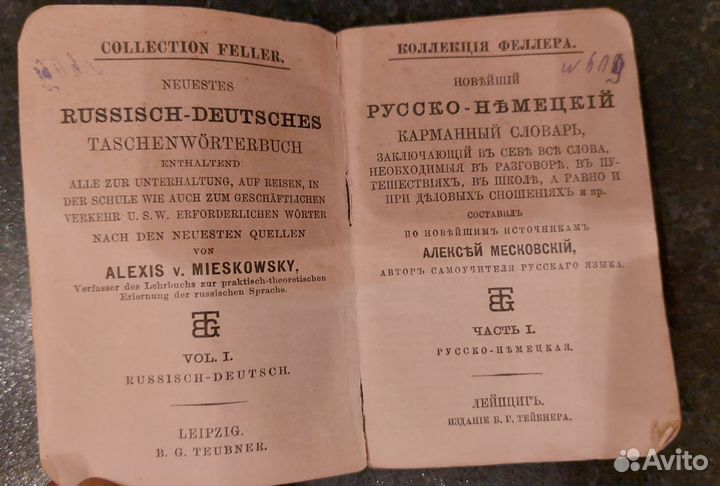 COLLECTION FELLER.
NEUESTES
RUSSISCH-DEUTSCHES
TASCHENWÖRTERBUCH
ENTHALTEND
ALLE ZUR UNTERHALTUNG, AUF REISEN, IN
DER SCHULE WIE AUCH ZUM GESCHÄFTLICHEN
VERKEHR U. S. W. ERFORDERLICHEN WÖRTER
NACH DEN NEUESTEN QUELLEN
VON
ALEXIS v. MIESKOWSKY,
Verfasser des Lehrbuchs zur praktisch-theoretischen
Erlernung der russischen Sprache.
BTG
VOL. I.
RUSSISCH-DEUTSCH.
LEIPZIG.
B. G. TEUBNER.
КОЛЛЕКЦІЯ ФЕЛЛЕРА.
НОВѢЙШІЙ
РУССКО-НѢМЕЦКІЙ
КАРМАННЫЙ СЛОВАРЬ,
ЗАКЛЮЧАЮЩІЙ ВЪ СЕБѢ ВСѢ СЛОВА,
НЕОБХОДИМЫЯ ВЪ РАЗГОВОРѢ, ВЪ ПУ-
ТЕШЕСТВІЯХЪ, ВЪ ШКОЛѢ, А РАВНО И
ПРИ ДѢЛОВЫХЪ СНОШЕНІЯХЪ и пр.
СОСТАВИЛЪ
ПО НОВѢЙШИМЪ ИСТОЧНИКАМЪ
АЛЕКСѢЙ МЕСКОВСКІЙ,
АВТОРЪ САМОУЧИТЕЛЯ РУССКАГО ЯЗЫКА.
BTG
ЧАСТЬ I.
РУССКО-НѢМЕЦКАЯ.
ЛЕЙПЦИГЪ.
ИЗДАНІЕ Б. Г. ТЕЙБНЕРА.
Avito